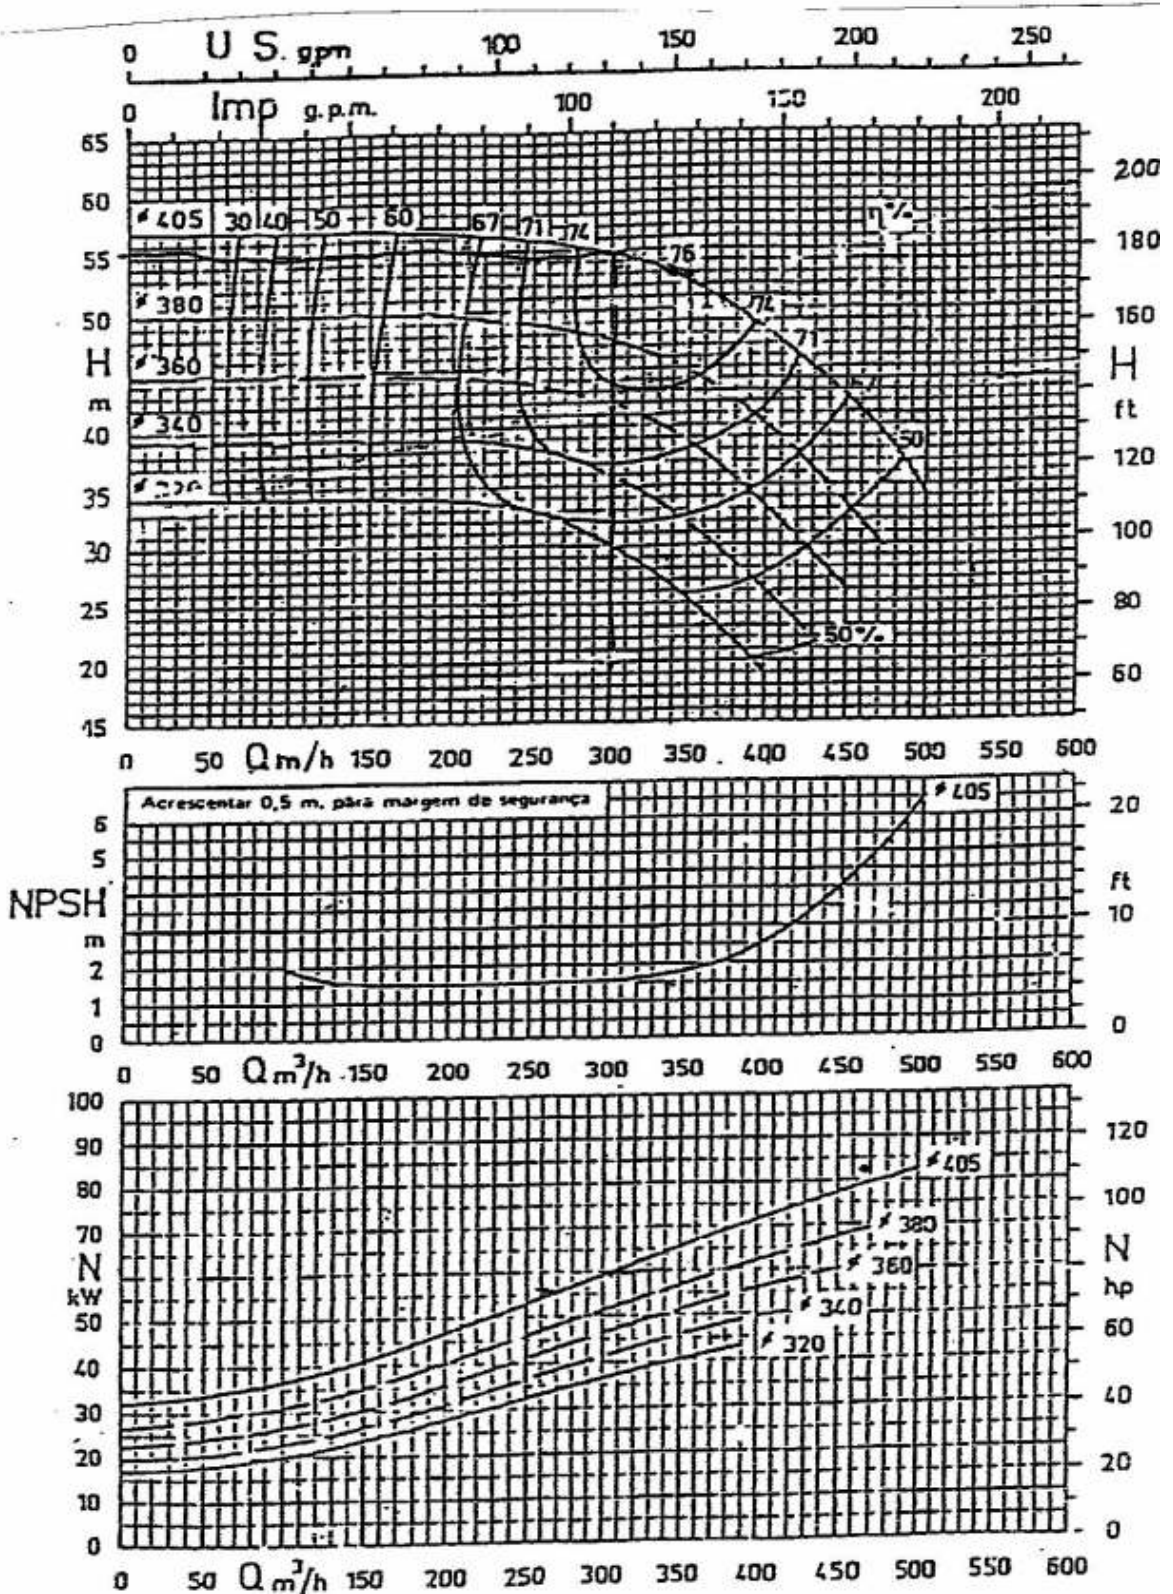 0 U S. gpm 100 150 200 250
0 Imp g.p.m. 100 150 200
65
60
55
50
H
m
40
35
30
25
20
15
200
180
150
H
ft
120
100
80
60
ø 405 30 40 50 60 67 71 74
76
74
71
η%
ø 380
ø 360
ø 340
50
50%
0 50 Q m/h 150 200 250 300 350 400 450 500 550 600
Acrescentar 0,5 m. para margem de segurança
ø 405
6
5
NPSH
m
2
1
0
20
ft
10
0
0 50 Q m³/h 150 200 250 300 350 400 450 500 550 600
100
90
80
70
N
kW
50
40
30
20
10
0
120
100
N
hp
60
40
20
0
ø 405
ø 380
ø 360
ø 340
ø 320
0 50 Q m³/h 150 200 250 300 350 400 450 500 550 600